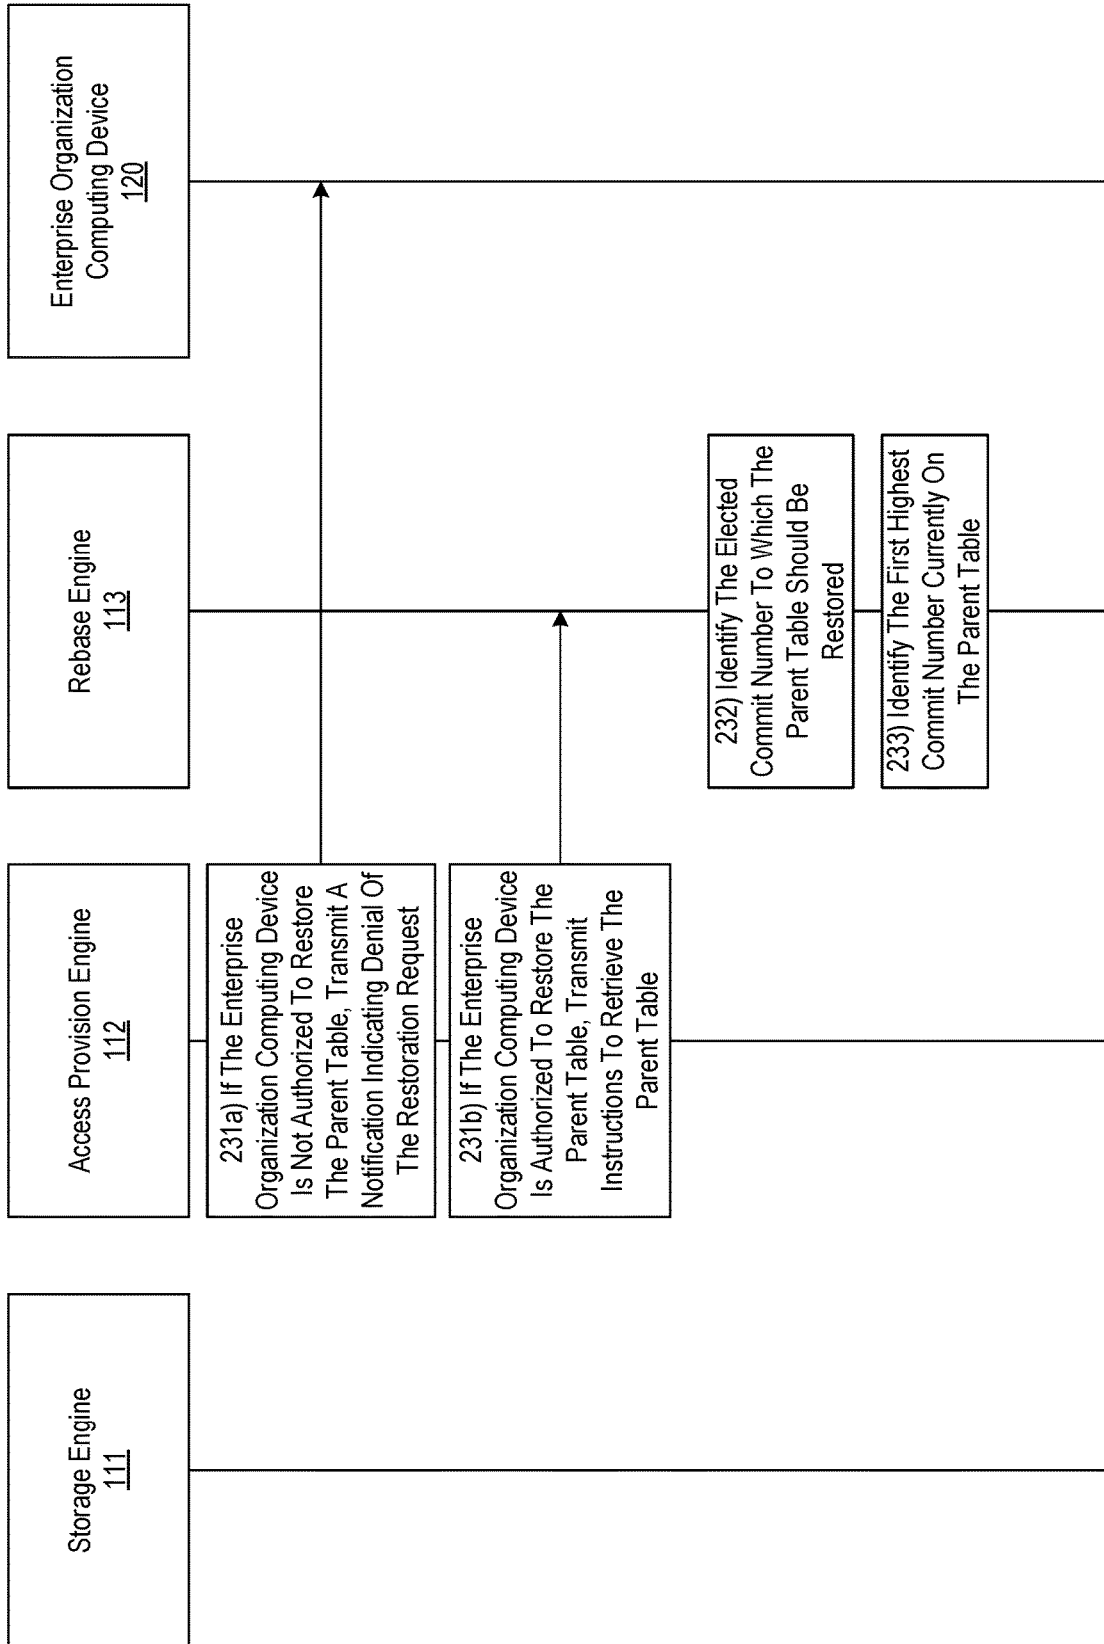 Storage Engine
111
Access Provision Engine
112
Rebase Engine
113
Enterprise Organization
Computing Device
120
231a) If The Enterprise
Organization Computing Device
Is Not Authorized To Restore
The Parent Table, Transmit A
Notification Indicating Denial Of
The Restoration Request
231b) If The Enterprise
Organization Computing Device
Is Authorized To Restore The
Parent Table, Transmit
Instructions To Retrieve The
Parent Table
232) Identify The Elected
Commit Number To Which The
Parent Table Should Be
Restored
233) Identify The First Highest
Commit Number Currently On
The Parent Table